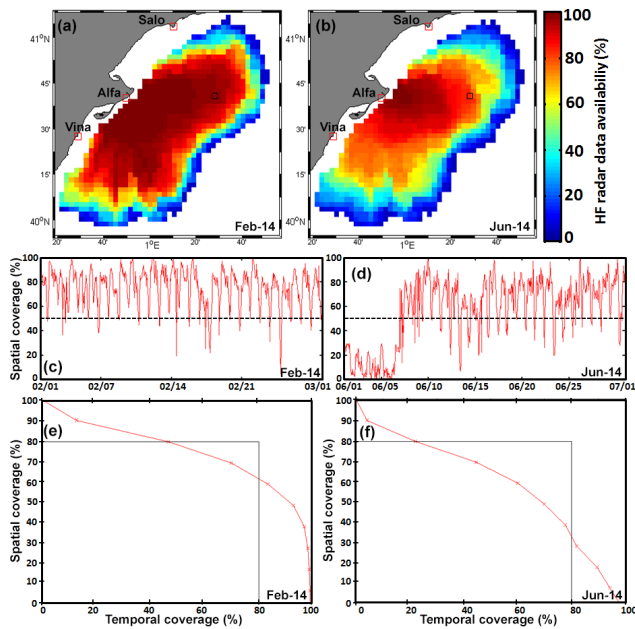 (a)
Salo
Alfa
Vina
Feb-14
41°N
45'
30'
15'
40°N
20'
40'
1°E
20'
40'
(b)
Salo
Alfa
Vina
Jun-14
41°N
45'
30'
15'
40°N
20'
40'
1°E
20'
40'
100
80
60
40
20
0
HF radar data availability (%)
Spatial coverage (%)
100
80
60
40
20
0
(c)
Feb-14
02/01
02/07
02/14
02/21
03/01
100
80
60
40
20
0
(d)
Jun-14
06/01
06/05
06/10
06/15
06/20
06/25
07/01
Spatial coverage (%)
100
90
80
70
60
50
40
30
20
10
0
(e)
Feb-14
0
20
40
60
80
100
Temporal coverage (%)
Spatial coverage (%)
100
90
80
70
60
50
40
30
20
10
0
(f)
Jun-14
0
20
40
60
80
100
Temporal coverage (%)